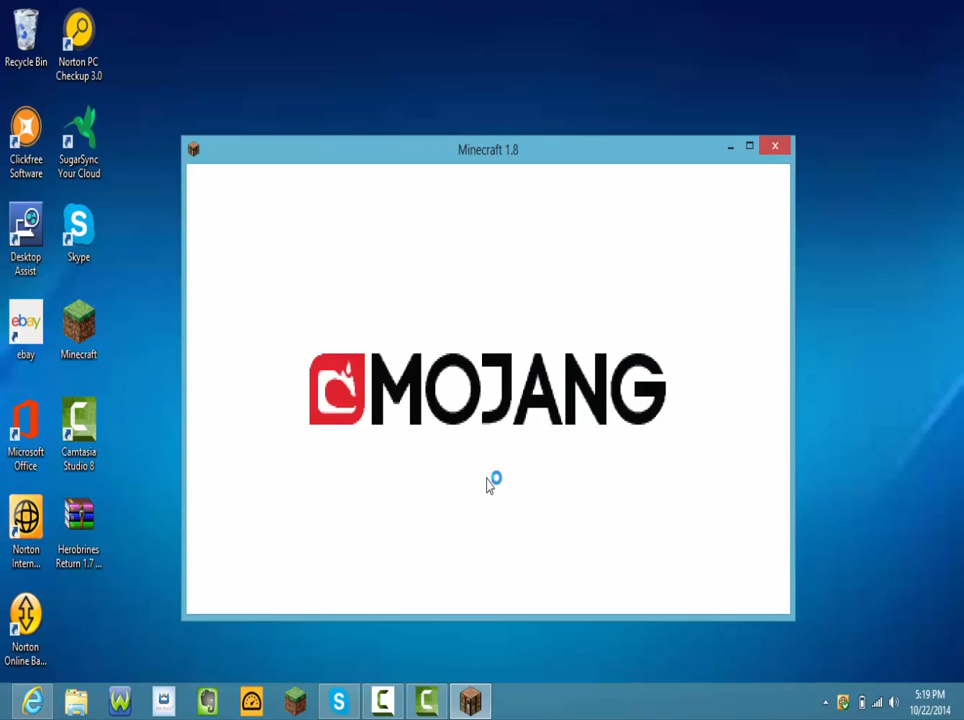 Recycle Bin
Norton PC
Checkup 3.0
Clickfree
Software
SugarSync
Your Cloud
Desktop
Assist
Skype
ebay
ebay
Minecraft
Microsoft
Office
Camtasia
Studio 8
Norton
Intern...
Herobrines
Return 1.7 ...
Norton
Online Ba...
Minecraft 1.8
MOJANG
5:19 PM
10/22/2014